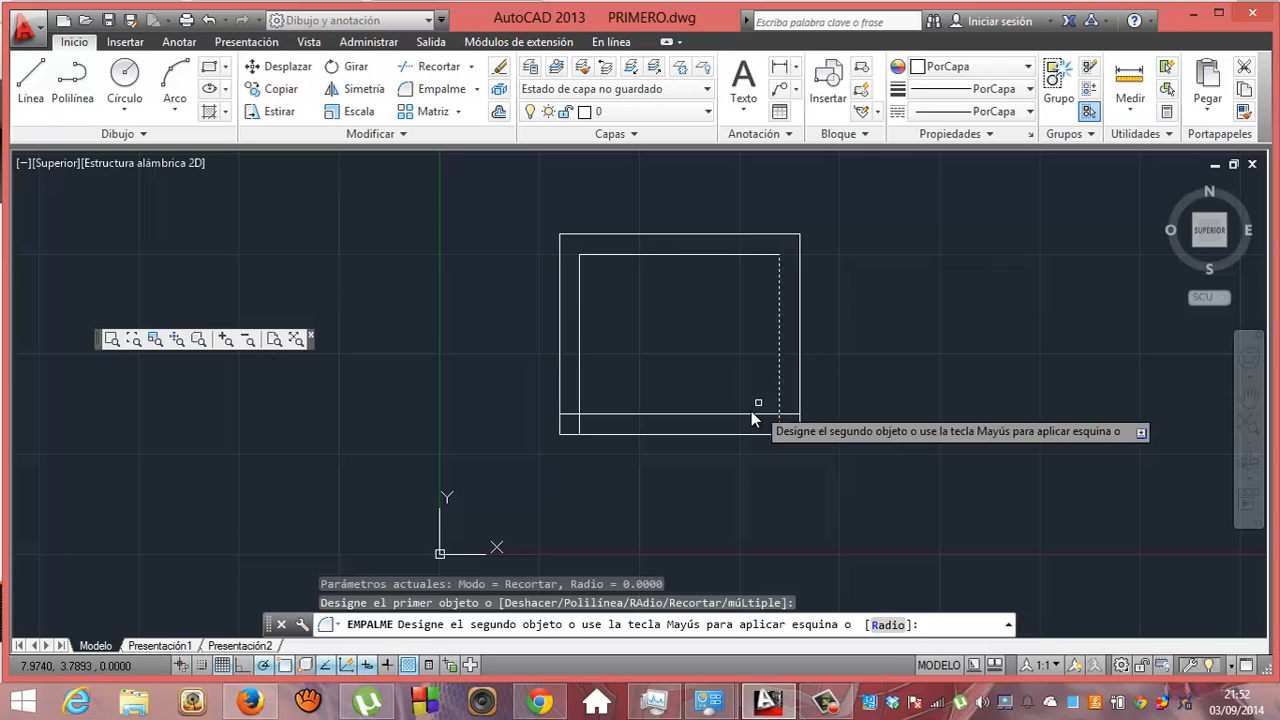 AutoCAD 2013 PRIMERO.dwg
Dibujo y anotación
Escriba palabra clave o frase
Iniciar sesión
Inicio Insertar Anotar Presentación Vista Administrar Salida Módulos de extensión En línea
Línea Polilínea Círculo Arco
Dibujo
Desplazar Girar Recortar
Copiar Simetría Empalme
Estirar Escala Matriz
Modificar
Estado de capa no guardado
0
Capas
Texto
Anotación
Insertar
Bloque
PorCapa
PorCapa
PorCapa
Propiedades
Grupo
Grupos
Medir
Utilidades
Pegar
Portapapeles
[−][Superior][Estructura alámbrica 2D]
N
O SUPERIOR E
S
SCU
Designe el segundo objeto o use la tecla Mayús para aplicar esquina o
Y
X
Parámetros actuales: Modo = Recortar, Radio = 0.0000
Designe el primer objeto o [Deshacer/Polilínea/RAdio/Recortar/múLtiple]:
EMPALME Designe el segundo objeto o use la tecla Mayús para aplicar esquina o [Radio]:
Modelo Presentación1 Presentación2
7.9740, 3.7893, 0.0000
MODELO
1:1
21:52
03/09/2014